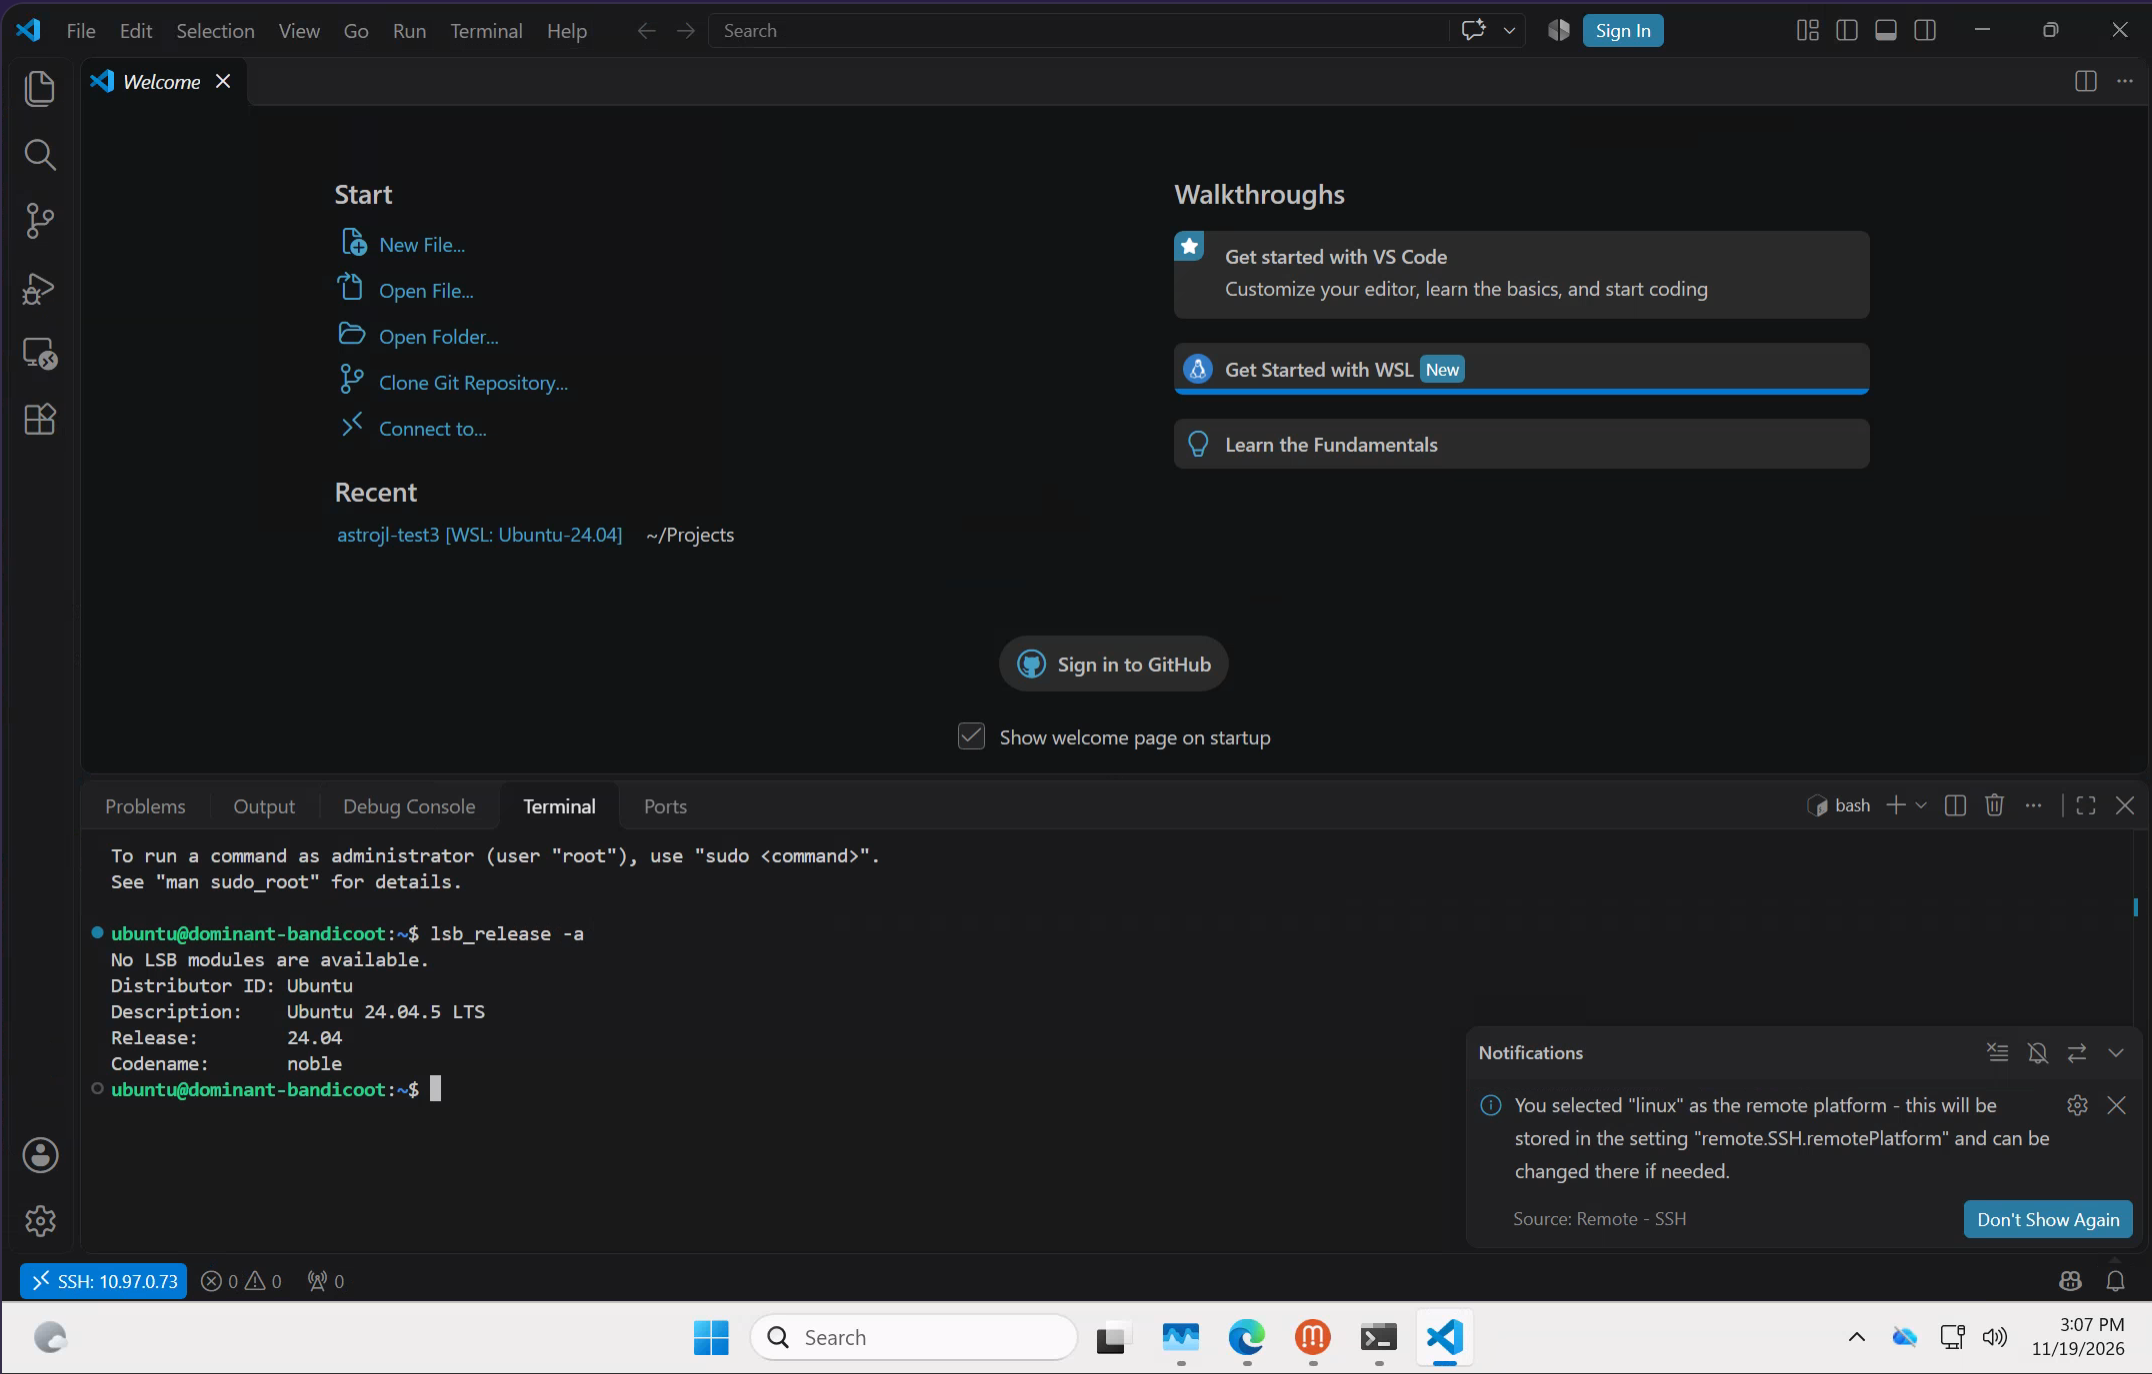 File Edit Selection View Go Run Terminal Help Search Sign In
Welcome
Start
New File...
Open File...
Open Folder...
Clone Git Repository...
Connect to...
Recent
astrojl-test3 [WSL: Ubuntu-24.04] ~/Projects
Walkthroughs
Get started with VS Code
Customize your editor, learn the basics, and start coding
Get Started with WSL New
Learn the Fundamentals
Sign in to GitHub
Show welcome page on startup
Problems Output Debug Console Terminal Ports bash
To run a command as administrator (user "root"), use "sudo <command>".
See "man sudo_root" for details.
ubuntu@dominant-bandicoot:~$ lsb_release -a
No LSB modules are available.
Distributor ID: Ubuntu
Description: Ubuntu 24.04.5 LTS
Release: 24.04
Codename: noble
ubuntu@dominant-bandicoot:~$
Notifications
You selected "linux" as the remote platform - this will be
stored in the setting "remote.SSH.remotePlatform" and can be
changed there if needed.
Source: Remote - SSH
Don't Show Again
SSH: 10.97.0.73 0 0 0
Search
3:07 PM
11/19/2026